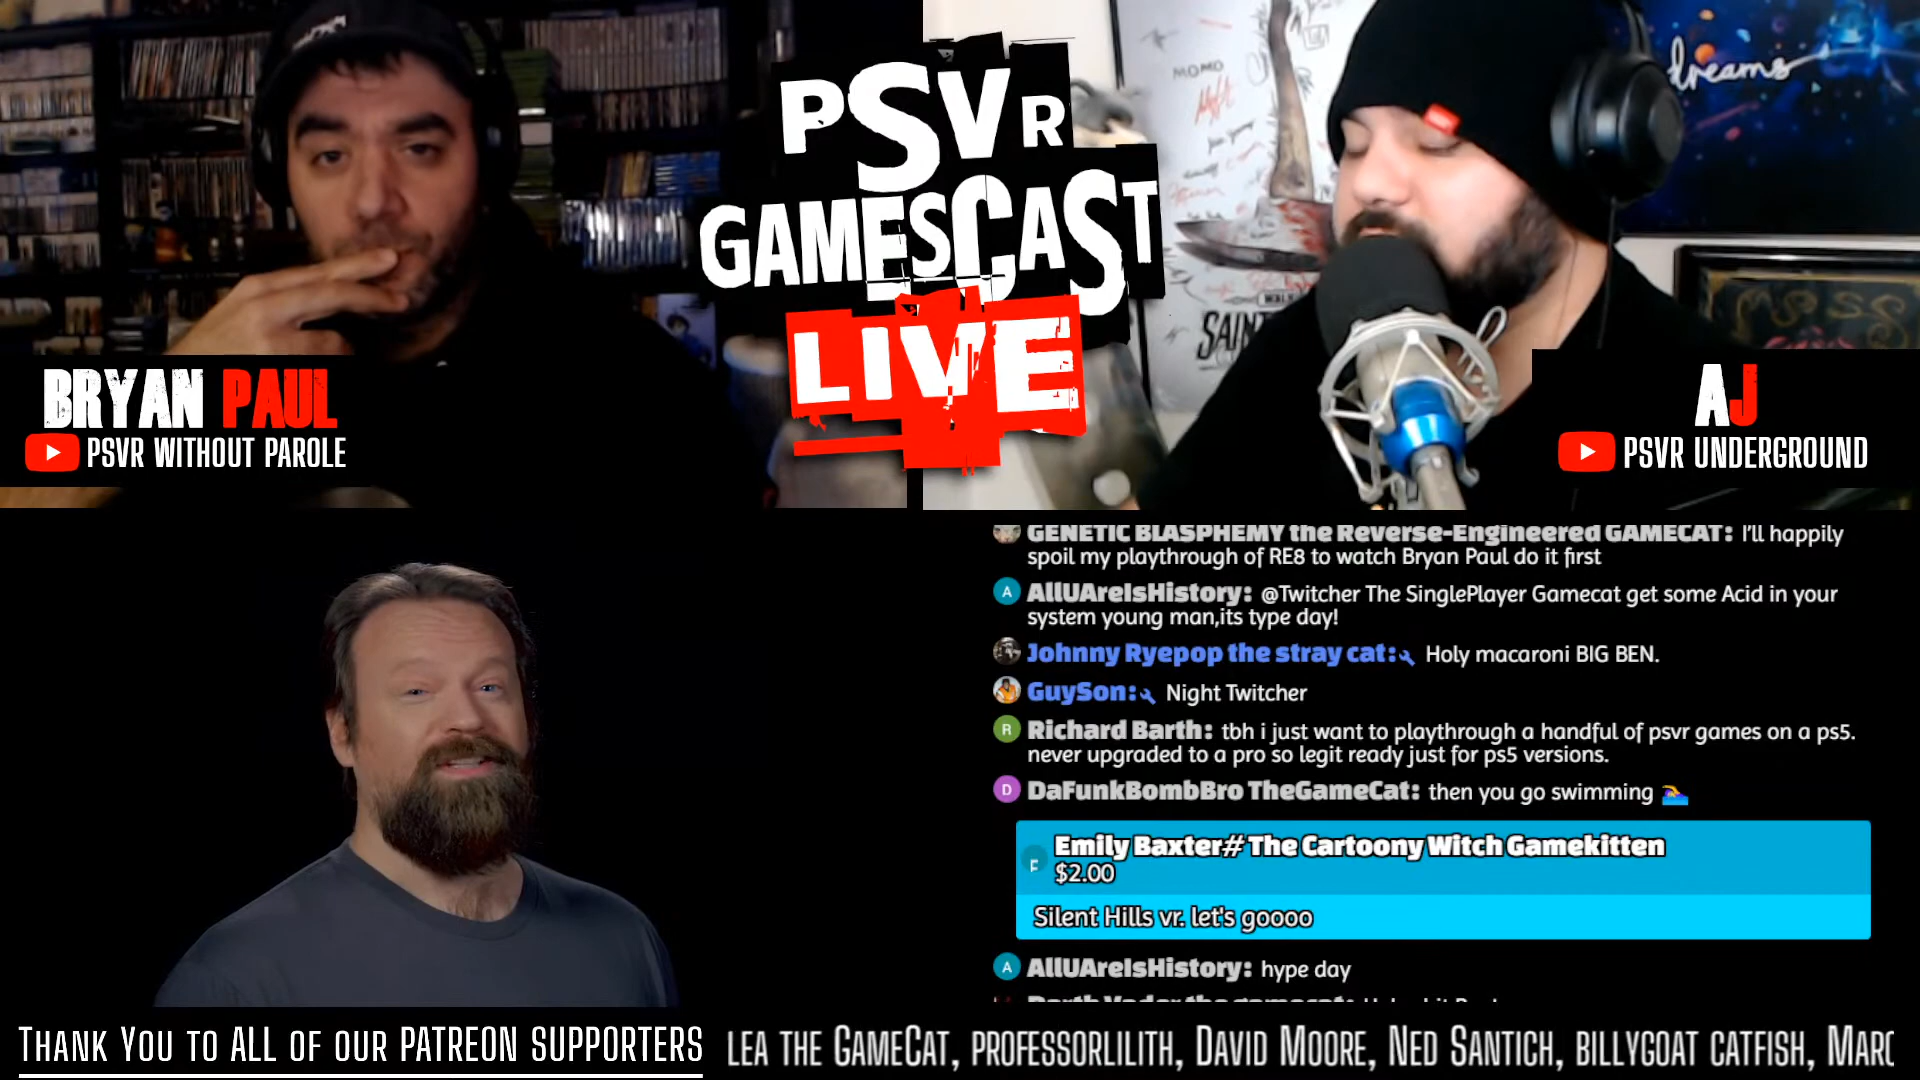 PSVR
GAMESCAST
LIVE
MOMO
dreams
MOSS
BRYAN PAUL
PSVR WITHOUT PAROLE
AJ
PSVR UNDERGROUND
GENETIC BLASPHEMY the Reverse-Engineered GAMECAT: I'll happily
spoil my playthrough of RE8 to watch Bryan Paul do it first
A AllUAreIsHistory: @Twitcher The SinglePlayer Gamecat get some Acid in your
system young man,its type day!
Johnny Ryepop the stray cat: Holy macaroni BIG BEN.
GuySon: Night Twitcher
R Richard Barth: tbh i just want to playthrough a handful of psvr games on a ps5.
never upgraded to a pro so legit ready just for ps5 versions.
D DaFunkBombBro TheGameCat: then you go swimming
Emily Baxter# The Cartoony Witch Gamekitten
$2.00
Silent Hills vr. let's goooo
A AllUAreIsHistory: hype day
THANK YOU TO ALL OF OUR PATREON SUPPORTERS
LEA THE GAMECAT, PROFESSORLILITH, DAVID MOORE, NED SANTICH, BILLYGOAT CATFISH, MARC